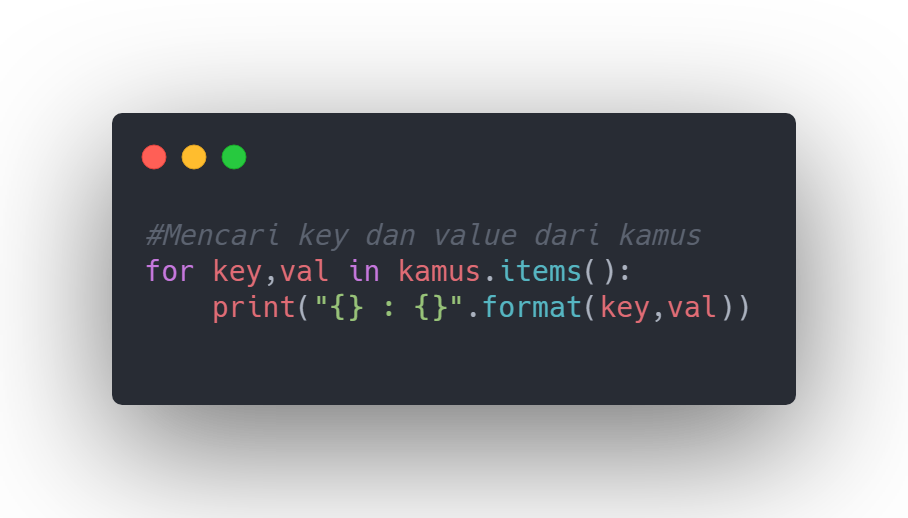 #Mencari key dan value dari kamus
for key,val in kamus.items():
    print("{} : {}".format(key,val))